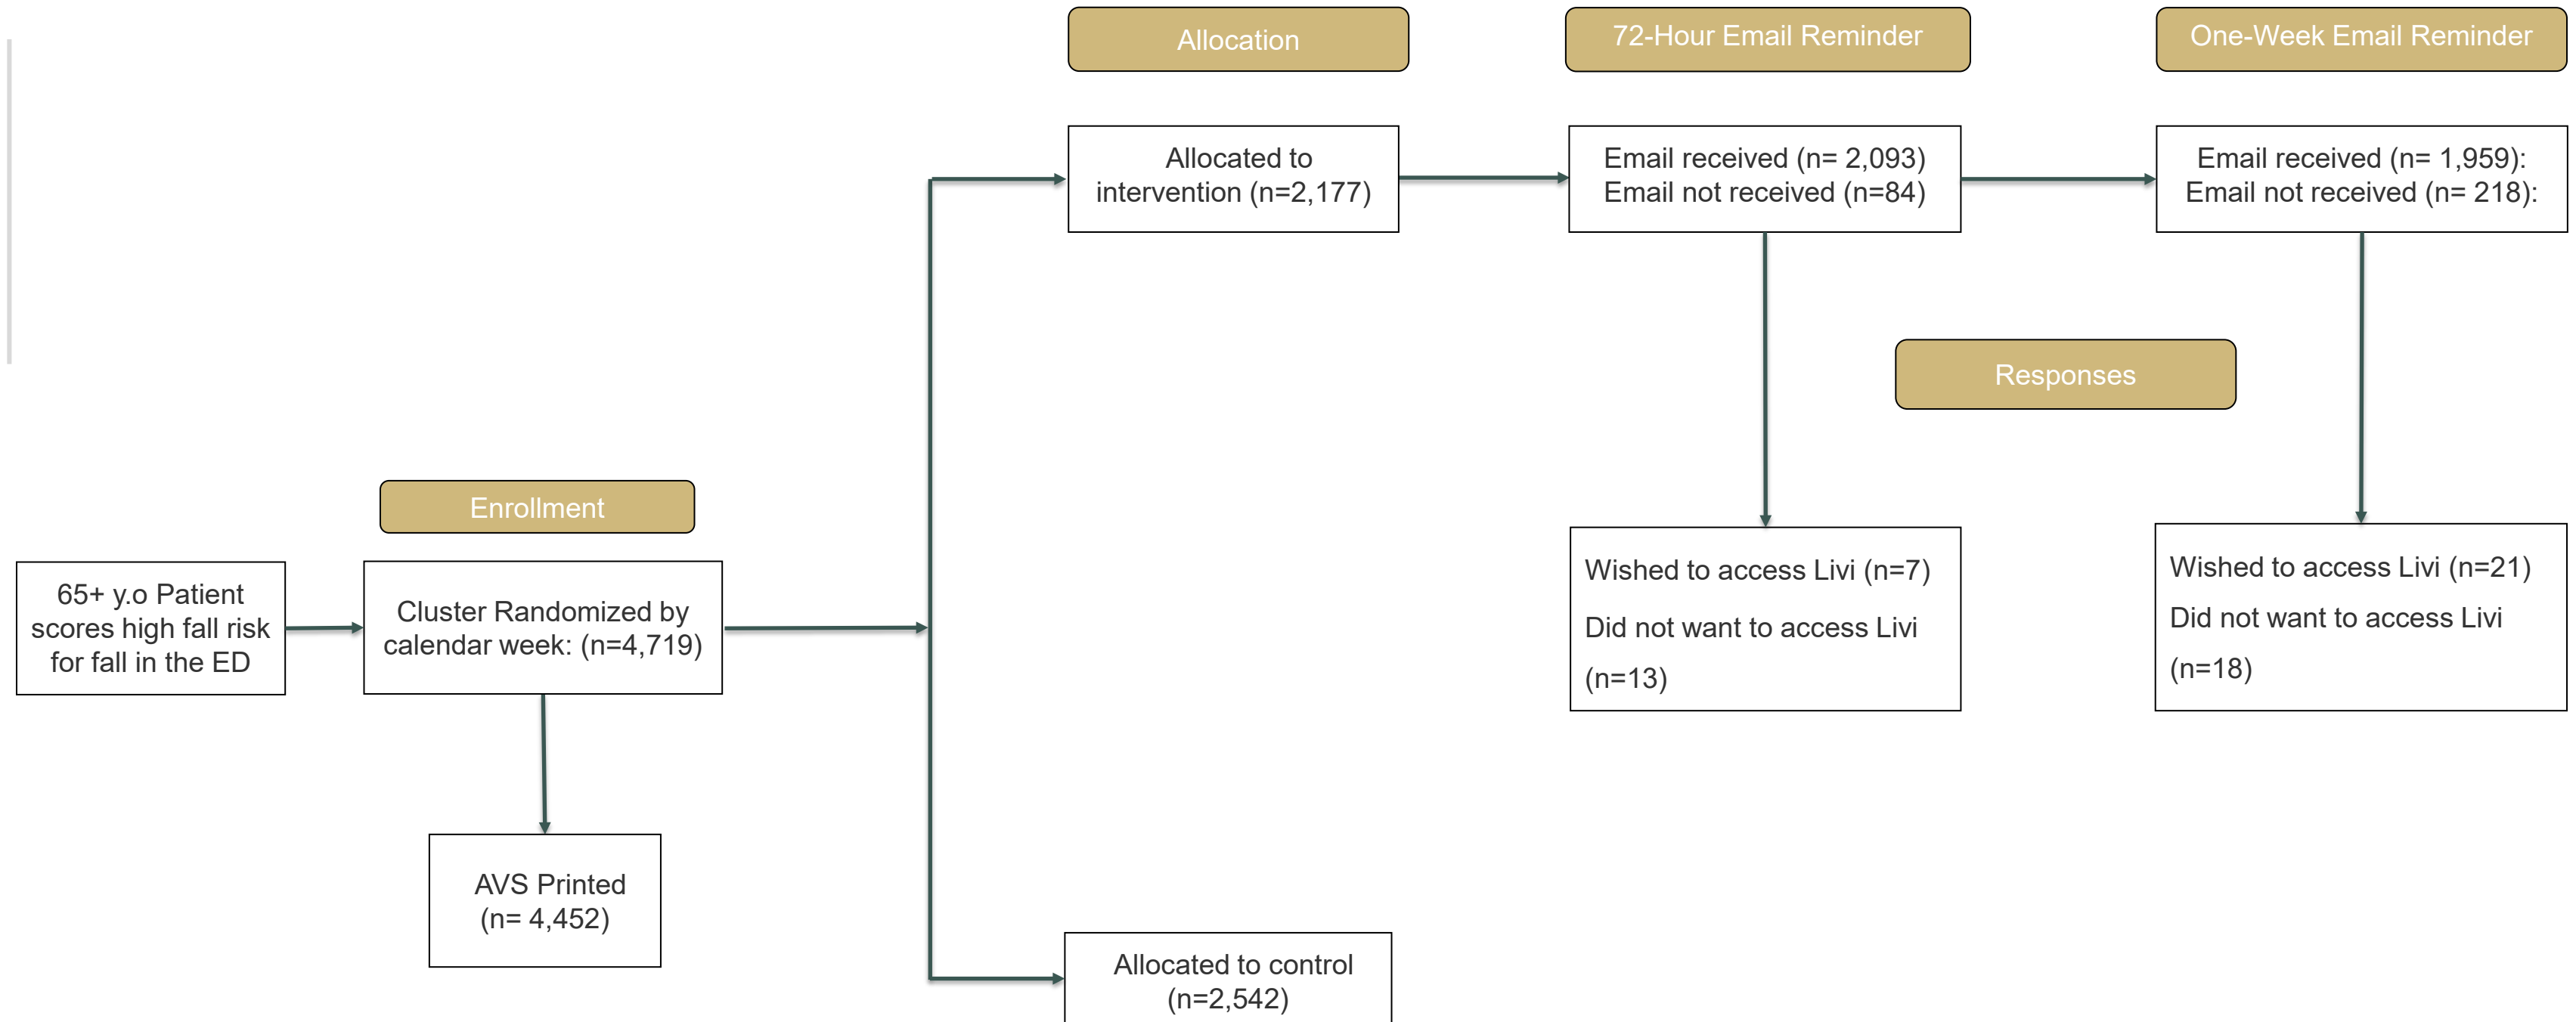 Allocation
72-Hour Email Reminder
One-Week Email Reminder
Allocated to
intervention (n=2,177)
Email received (n= 2,093)
Email not received (n=84)
Email received (n= 1,959):
Email not received (n= 218):
Responses
Enrollment
65+ y.o Patient
scores high fall risk
for fall in the ED
Cluster Randomized by
calendar week: (n=4,719)
Wished to access Livi (n=7)
Did not want to access Livi
(n=13)
Wished to access Livi (n=21)
Did not want to access Livi
(n=18)
AVS Printed
(n= 4,452)
Allocated to control
(n=2,542)